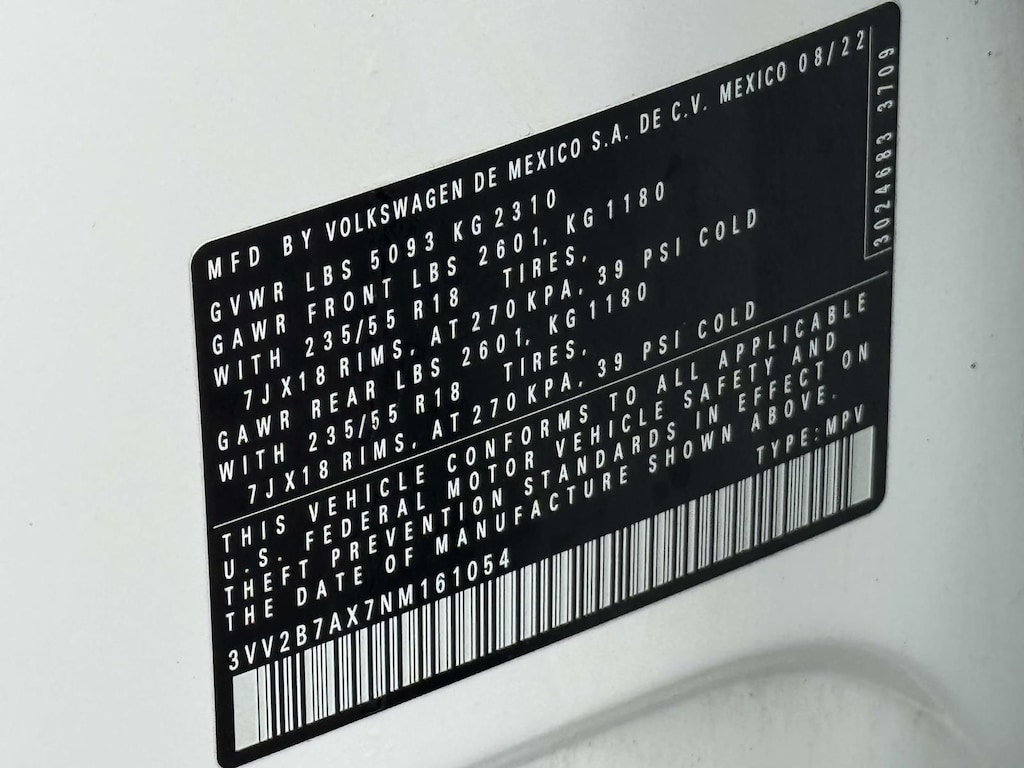 MFD BY VOLKSWAGEN DE MEXICO S.A. DE C.V. MEXICO 08/22
GVWR LBS 5093 KG 2310
GAWR FRONT LBS 2601, KG 1180
WITH 235/55 R18 TIRES,
7JX18 RIMS, AT 270 KPA, 39 PSI COLD
GAWR REAR LBS 2601, KG 1180
WITH 235/55 R18 TIRES,
7JX18 RIMS, AT 270 KPA, 39 PSI COLD
THIS VEHICLE CONFORMS TO ALL APPLICABLE
U.S. FEDERAL MOTOR VEHICLE SAFETY AND
THEFT PREVENTION STANDARDS IN EFFECT ON
THE DATE OF MANUFACTURE SHOWN ABOVE.
3VV2B7AX7NM161054 TYPE: MPV
3024683 3709